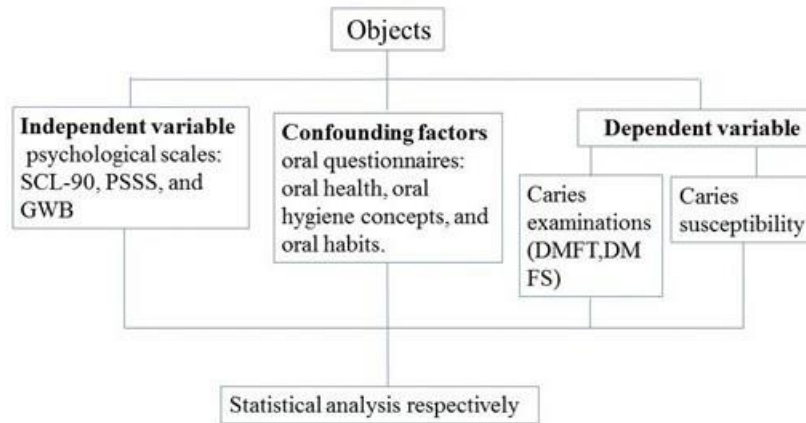 Objects
Independent variable
psychological scales:
SCL-90, PSSS, and
GWB
Confounding factors
oral questionnaires:
oral health, oral
hygiene concepts, and
oral habits.
Dependent variable
Caries
examinations
(DMFT,DM
FS)
Caries
susceptibility
Statistical analysis respectively